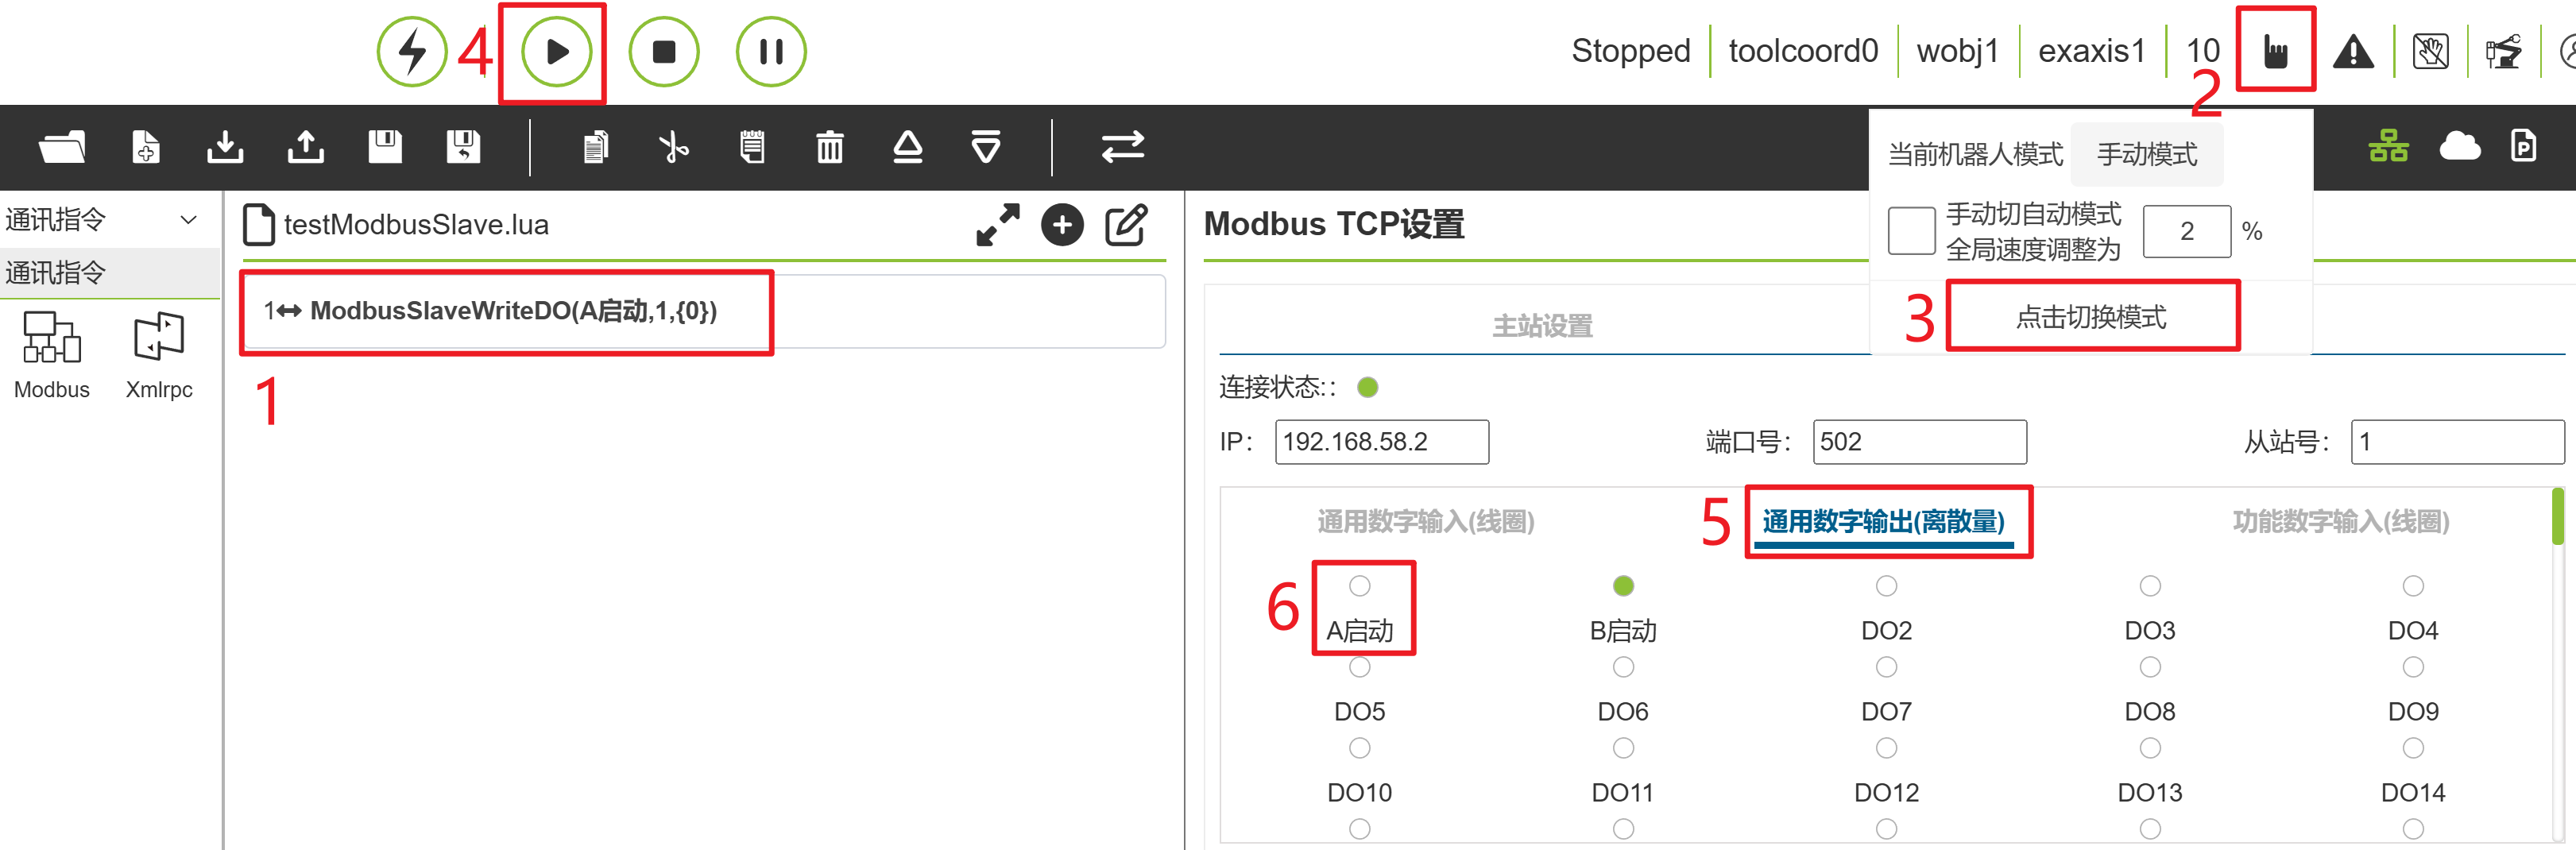 4
Stopped
toolcoord0
wobj1
exaxis1
10
2
当前机器人模式 手动模式
手动切自动模式
全局速度调整为 2 %
3 点击切换模式
通讯指令
通讯指令
Modbus
Xmlrpc
testModbusSlave.lua
1 ModbusSlaveWriteDO(A启动,1,{0})
1
Modbus TCP设置
主站设置
连接状态: :
IP: 192.168.58.2
端口号: 502
从站号: 1
通用数字输入(线圈)
5 通用数字输出(离散量)
功能数字输入(线圈)
6
A启动 B启动 DO2 DO3 DO4
DO5 DO6 DO7 DO8 DO9
DO10 DO11 DO12 DO13 DO14